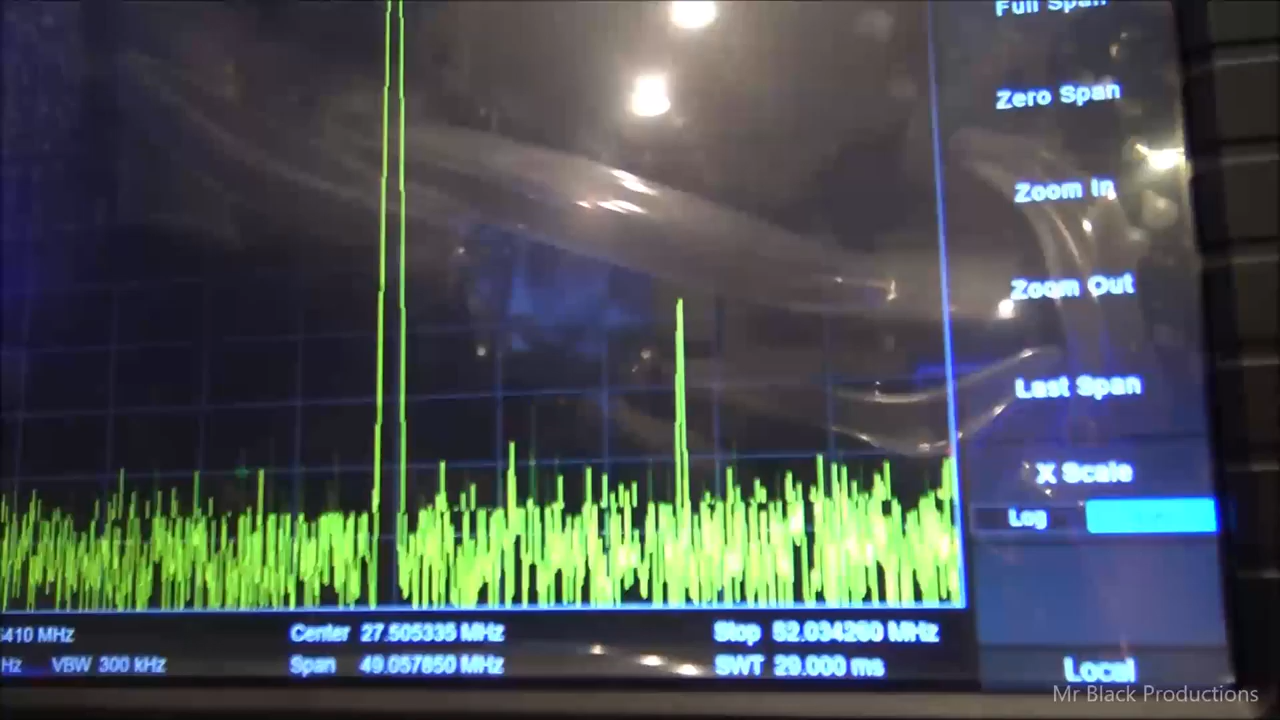 Full Span
Zero Span
Zoom In
Zoom Out
Last Span
X Scale
Log
410 MHz
Center 27.505335 MHz
Stop 52.034260 MHz
Hz VBW 300 kHz
Span 49.057850 MHz
SWT 29.000 ms
Local
Mr Black Productions